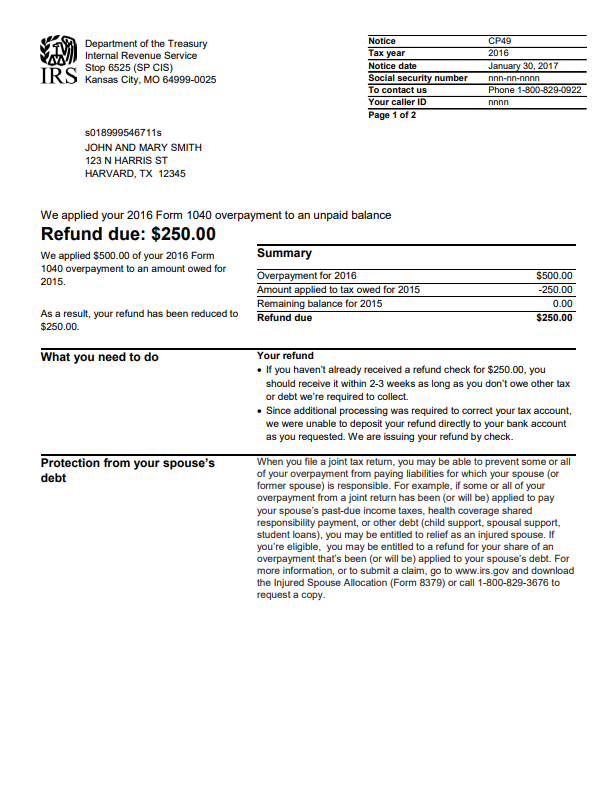 IRS
Department of the Treasury
Internal Revenue Service
Stop 6525 (SP CIS)
Kansas City, MO 64999-0025
Notice CP49
Tax year 2016
Notice date January 30, 2017
Social security number nnn-nn-nnnn
To contact us Phone 1-800-829-0922
Your caller ID nnnn
Page 1 of 2
s018999546711s
JOHN AND MARY SMITH
123 N HARRIS ST
HARVARD, TX 12345
We applied your 2016 Form 1040 overpayment to an unpaid balance
Refund due: $250.00
We applied $500.00 of your 2016 Form
1040 overpayment to an amount owed for
2015.
As a result, your refund has been reduced to
$250.00.
Summary
Overpayment for 2016 $500.00
Amount applied to tax owed for 2015 -250.00
Remaining balance for 2015 0.00
Refund due $250.00
What you need to do
Your refund
• If you haven't already received a refund check for $250.00, you
should receive it within 2-3 weeks as long as you don't owe other tax
or debt we're required to collect.
• Since additional processing was required to correct your tax account,
we were unable to deposit your refund directly to your bank account
as you requested. We are issuing your refund by check.
Protection from your spouse's
debt
When you file a joint tax return, you may be able to prevent some or all
of your overpayment from paying liabilities for which your spouse (or
former spouse) is responsible. For example, if some or all of your
overpayment from a joint return has been (or will be) applied to pay
your spouse's past-due income taxes, health coverage shared
responsibility payment, or other debt (child support, spousal support,
student loans), you may be entitled to relief as an injured spouse. If
you're eligible, you may be entitled to a refund for your share of an
overpayment that's been (or will be) applied to your spouse's debt. For
more information, or to submit a claim, go to www.irs.gov and download
the Injured Spouse Allocation (Form 8379) or call 1-800-829-3676 to
request a copy.